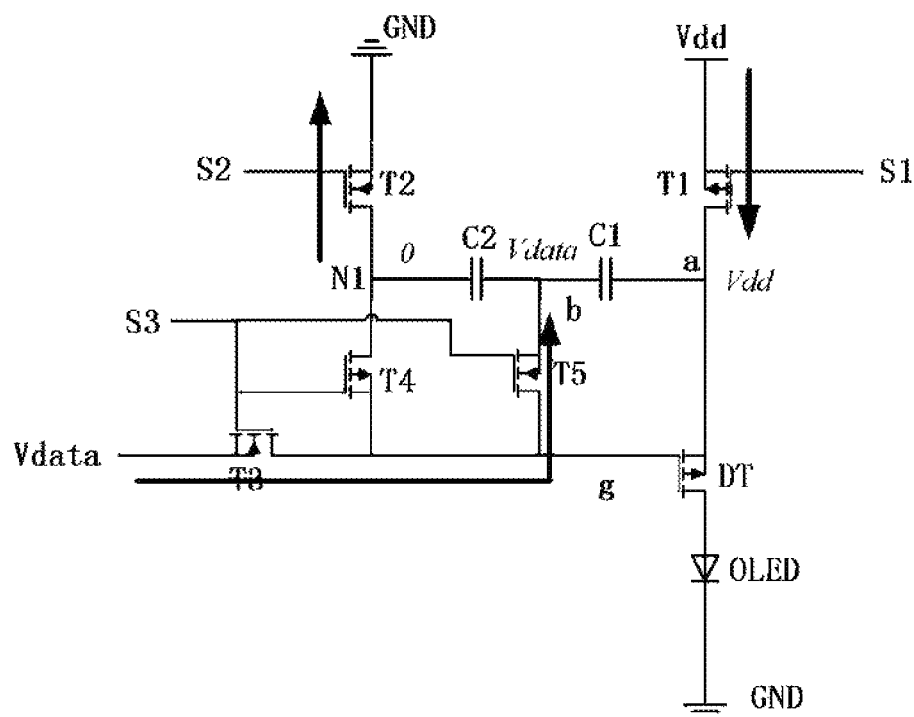 GND
Vdd
S2
T2
T1
S1
0
C2
Vdata
C1
N1
a
Vdd
S3
b
T4
T5
Vdata
T3
g
DT
OLED
GND